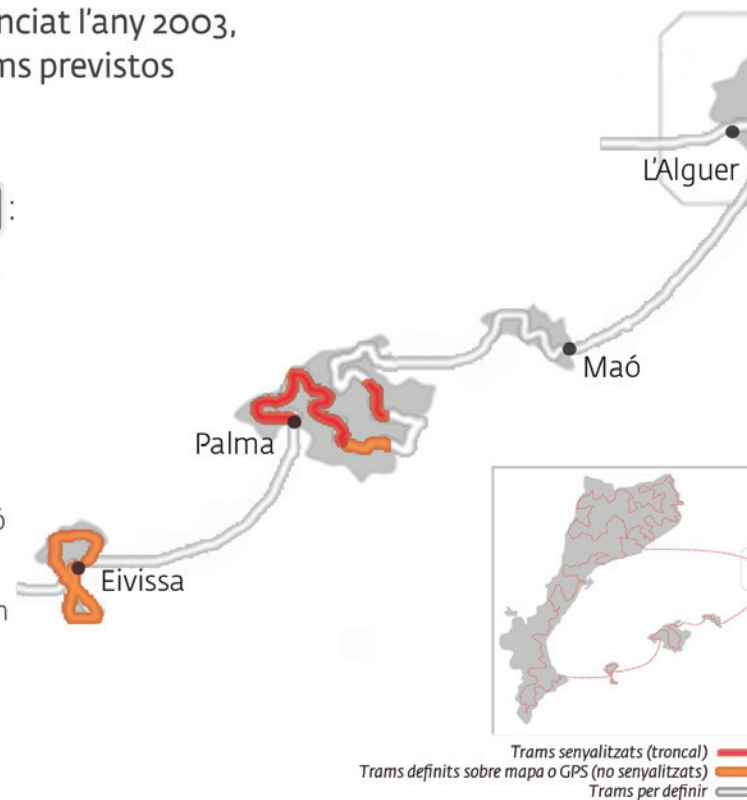 nciat l'any 2003,
ms previstos
:
L'Alguer
Maó
Palma
Eivissa
Trams senyalitzats (troncal)
Trams definits sobre mapa o GPS (no senyalitzats)
Trams per definir